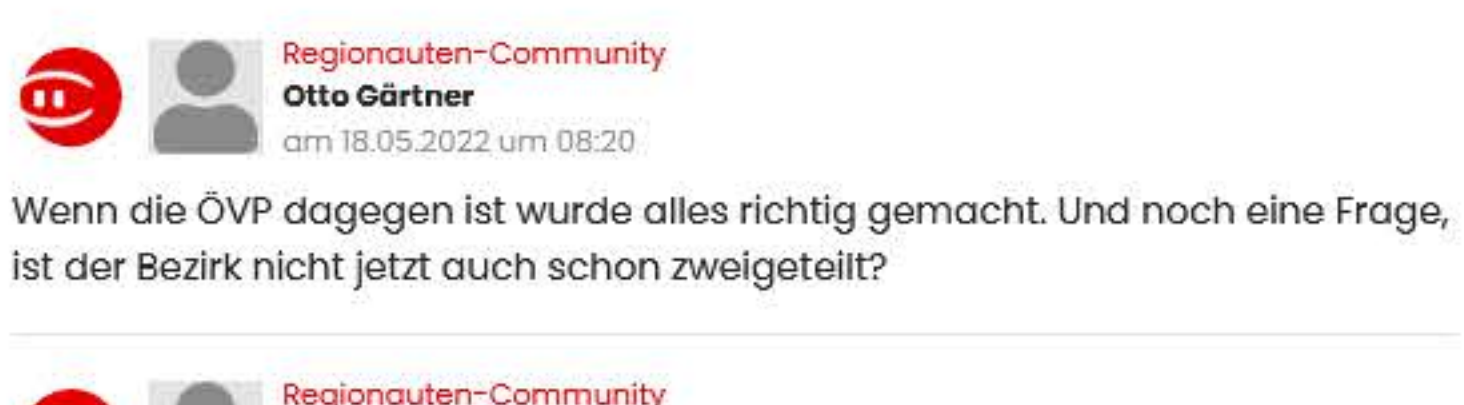 Regionauten-Community
Otto Gärtner
am 18.05.2022 um 08:20
Wenn die ÖVP dagegen ist wurde alles richtig gemacht. Und noch eine Frage,
ist der Bezirk nicht jetzt auch schon zweigeteilt?
Regionauten-Community